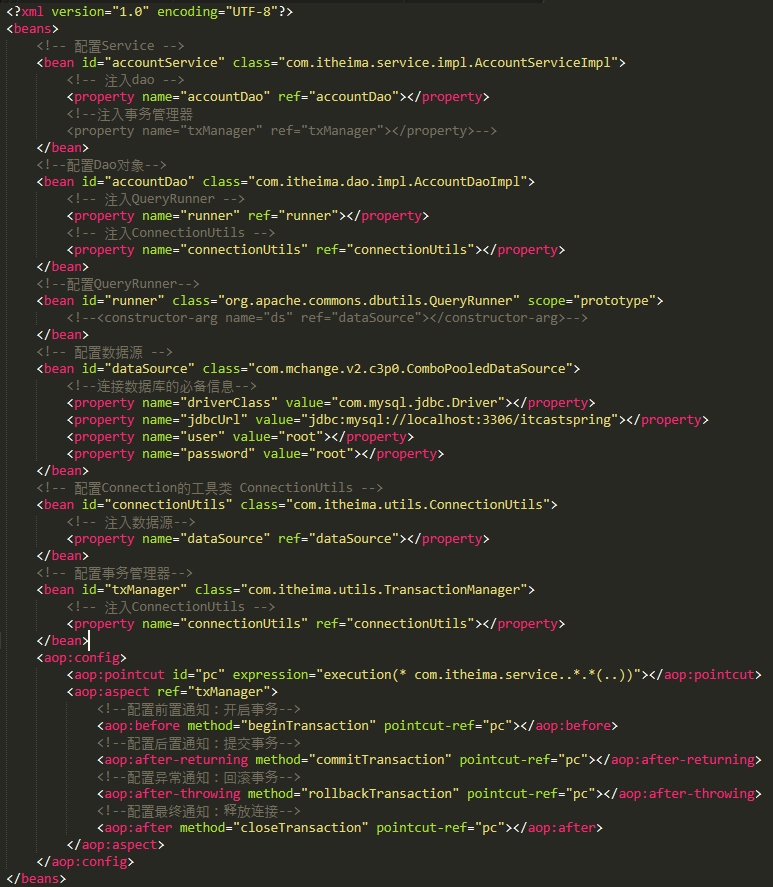 <?xml version="1.0" encoding="UTF-8"?>
<beans>
<!-- 配置Service -->
<bean id="accountService" class="com.itheima.service.impl.AccountServiceImpl">
<!-- 注入dao -->
<property name="accountDao" ref="accountDao"></property>
<!--注入事务管理器
<property name="txManager" ref="txManager"></property>-->
</bean>
<!--配置Dao对象-->
<bean id="accountDao" class="com.itheima.dao.impl.AccountDaoImpl">
<!-- 注入QueryRunner -->
<property name="runner" ref="runner"></property>
<!-- 注入ConnectionUtils -->
<property name="connectionUtils" ref="connectionUtils"></property>
</bean>
<!--配置QueryRunner-->
<bean id="runner" class="org.apache.commons.dbutils.QueryRunner" scope="prototype">
<!--<constructor-arg name="ds" ref="dataSource"></constructor-arg>-->
</bean>
<!-- 配置数据源 -->
<bean id="dataSource" class="com.mchange.v2.c3p0.ComboPooledDataSource">
<!--连接数据库的必备信息-->
<property name="driverClass" value="com.mysql.jdbc.Driver"></property>
<property name="jdbcUrl" value="jdbc:mysql://localhost:3306/itcastspring"></property>
<property name="user" value="root"></property>
<property name="password" value="root"></property>
</bean>
<!-- 配置Connection的工具类 ConnectionUtils -->
<bean id="connectionUtils" class="com.itheima.utils.ConnectionUtils">
<!-- 注入数据源-->
<property name="dataSource" ref="dataSource"></property>
</bean>
<!-- 配置事务管理器-->
<bean id="txManager" class="com.itheima.utils.TransactionManager">
<!-- 注入ConnectionUtils -->
<property name="connectionUtils" ref="connectionUtils"></property>
</bean>
<aop:config>
<aop:pointcut id="pc" expression="execution(* com.itheima.service..*.*(..))"></aop:pointcut>
<aop:aspect ref="txManager">
<!--配置前置通知：开启事务-->
<aop:before method="beginTransaction" pointcut-ref="pc"></aop:before>
<!--配置后置通知：提交事务-->
<aop:after-returning method="commitTransaction" pointcut-ref="pc"></aop:after-returning>
<!--配置异常通知：回滚事务-->
<aop:after-throwing method="rollbackTransaction" pointcut-ref="pc"></aop:after-throwing>
<!--配置最终通知：释放连接-->
<aop:after method="closeTransaction" pointcut-ref="pc"></aop:after>
</aop:aspect>
</aop:config>
</beans>